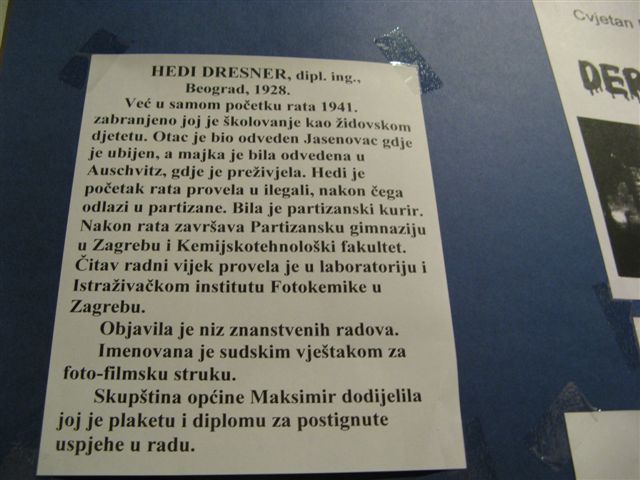 HEDI DRESNER, dipl. ing.,
Beograd, 1928.
Već u samom početku rata 1941.
zabranjeno joj je školovanje kao židovskom
djetetu. Otac je bio odveden Jasenovac gdje
je ubijen, a majka je bila odvedena u
Auschvitz, gdje je preživjela. Hedi je
početak rata provela u ilegali, nakon čega
odlazi u partizane. Bila je partizanski kurir.
Nakon rata završava Partizansku gimnaziju
u Zagrebu i Kemijskotehnološki fakultet.
Čitav radni vijek provela je u laboratoriju i
Istraživačkom institutu Fotokemike u
Zagrebu.
Objavila je niz znanstvenih radova.
Imenovana je sudskim vještakom za
foto-filmsku struku.
Skupština općine Maksimir dodijelila
joj je plaketu i diplomu za postignute
uspjehe u radu.
Cvjetan
DER